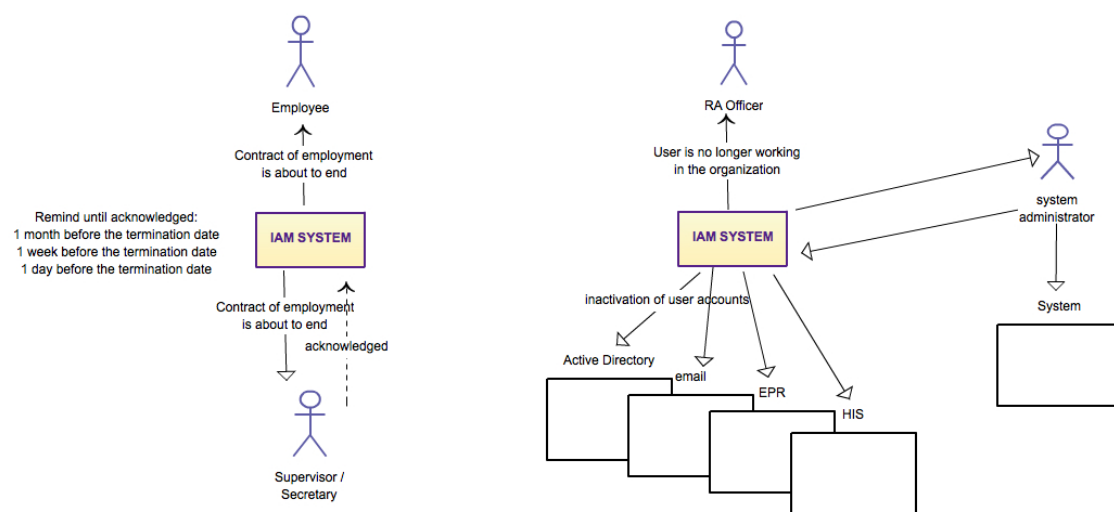 Employee
Contract of employment
is about to end
Remind until acknowledged:
1 month before the termination date
1 week before the termination date
1 day before the termination date
IAM SYSTEM
Contract of employment
is about to end
acknowledged
Supervisor /
Secretary
RA Officer
User is no longer working
in the organization
IAM SYSTEM
system
administrator
inactivation of user accounts
System
Active Directory
email
EPR
HIS